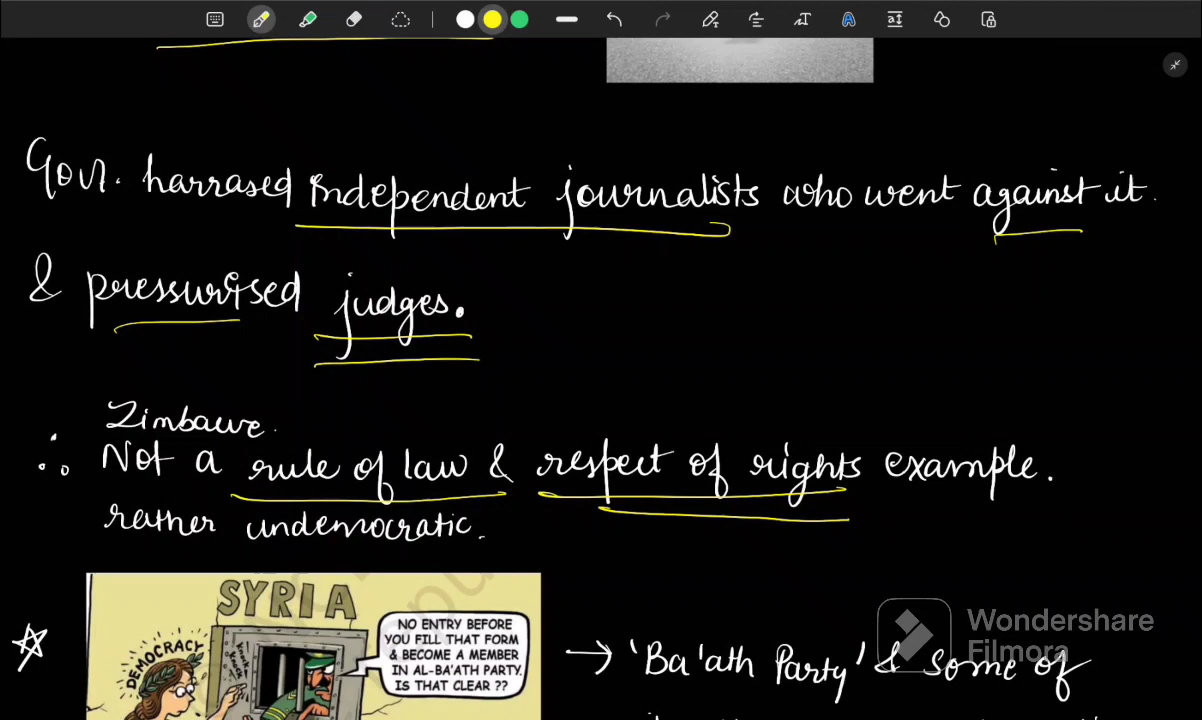 Govt. harrased independent journalists who went against it.
& pressurised judges.
Zimbawe.
∴ Not a rule of law & respect of rights example.
rather undemocratic.
SYRIA
DEMOCRACY
NO ENTRY BEFORE
YOU FILL THAT FORM
& BECOME A MEMBER
IN AL-BA'ATH PARTY.
IS THAT CLEAR ??
→ 'Ba'ath Party' & some of
Wondershare
Filmora